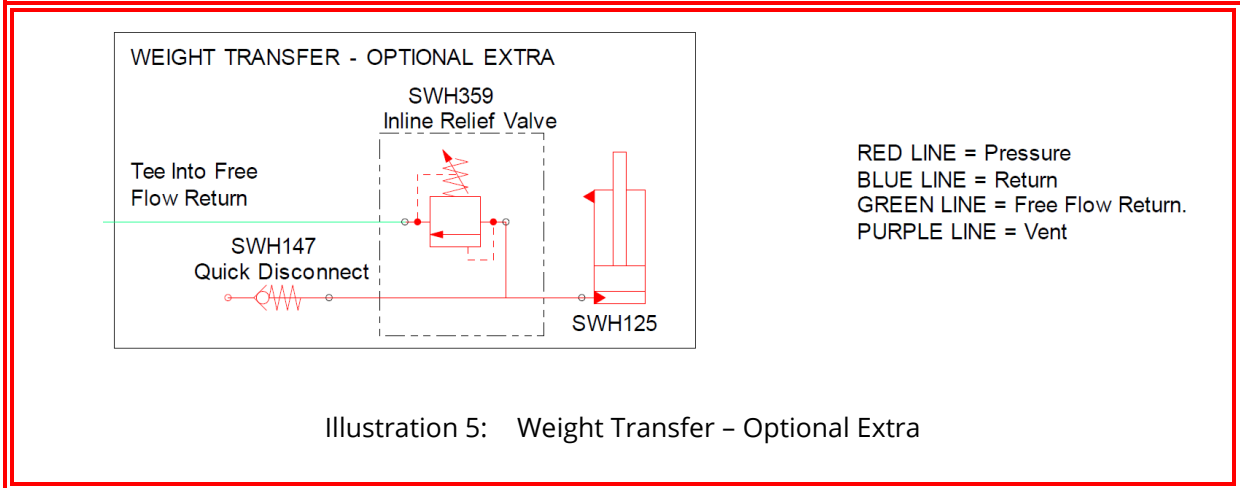 WEIGHT TRANSFER - OPTIONAL EXTRA
SWH359
Inline Relief Valve
Tee Into Free
Flow Return
SWH147
Quick Disconnect
SWH125
RED LINE = Pressure
BLUE LINE = Return
GREEN LINE = Free Flow Return.
PURPLE LINE = Vent
Illustration 5: Weight Transfer – Optional Extra